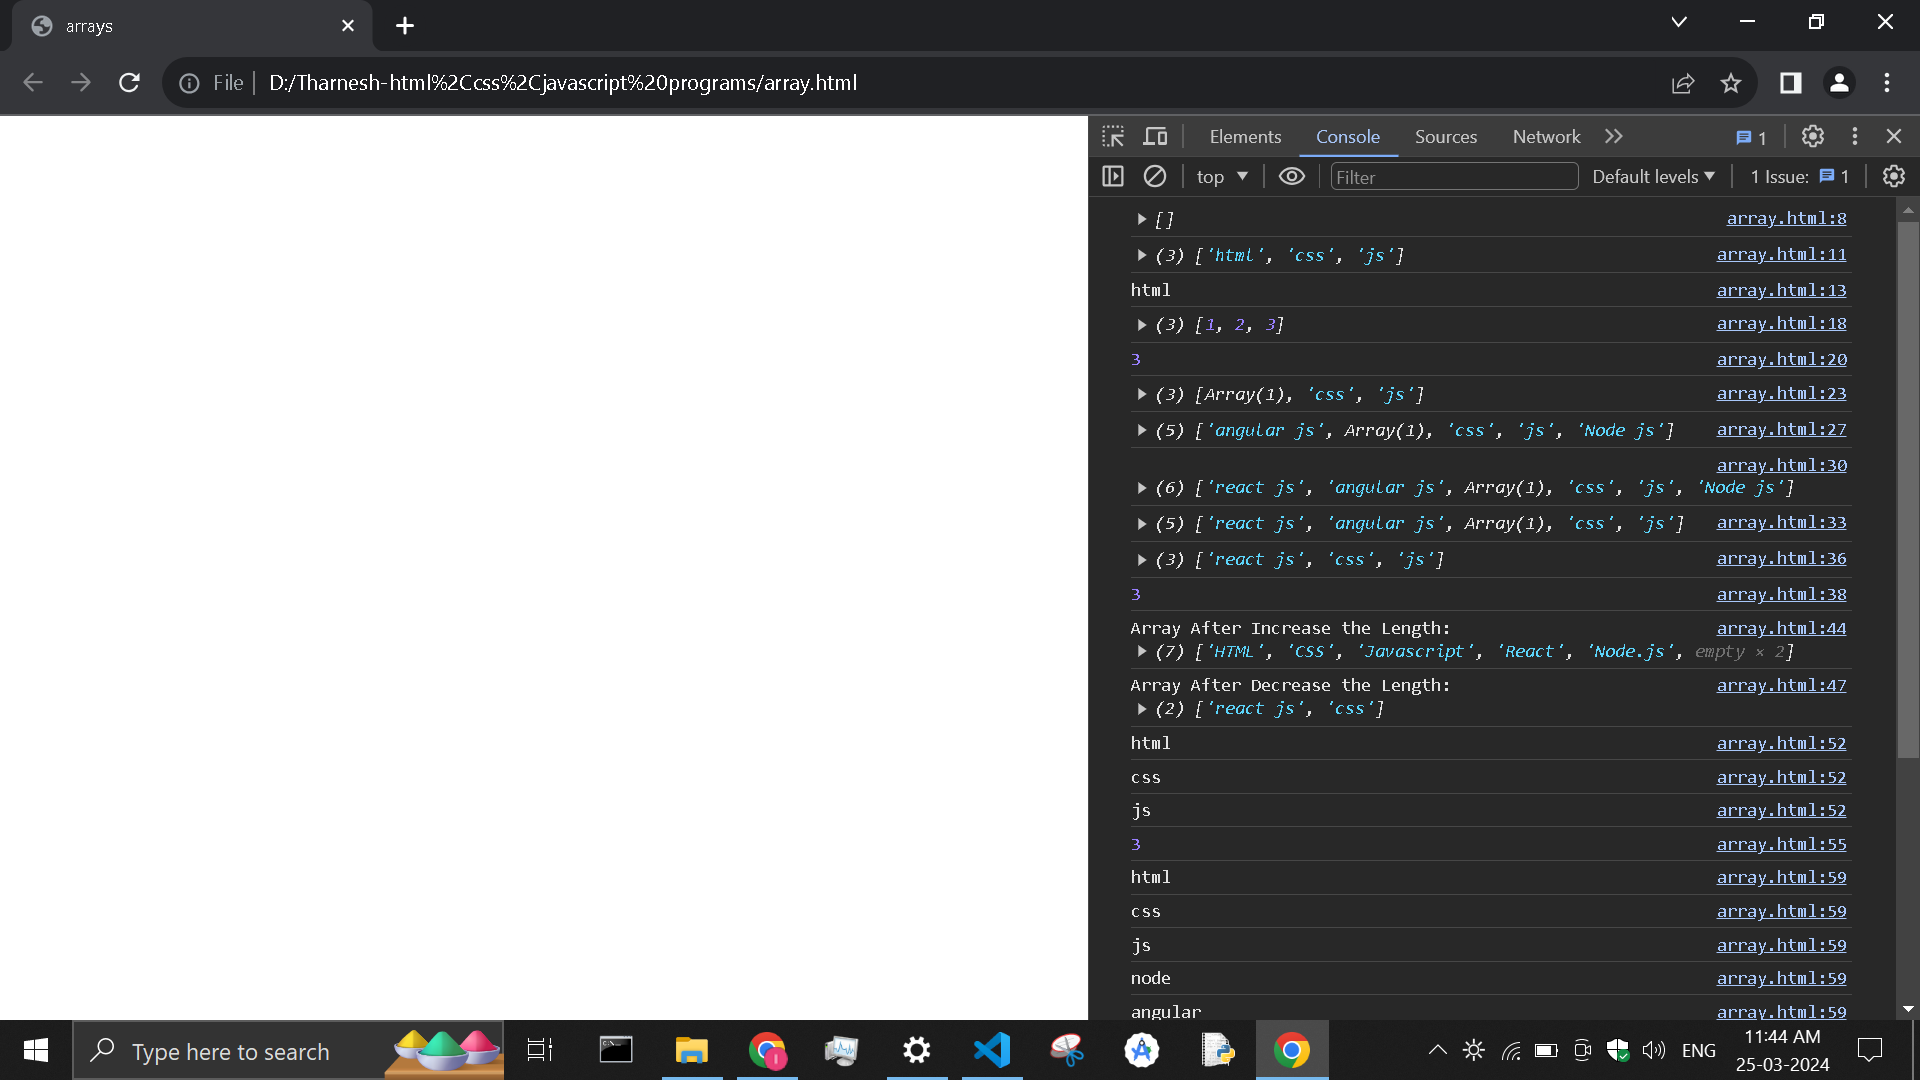 arrays
File
D:/Tharnesh-html%2Ccss%2Cjavascript%20programs/array.html
Elements Console Sources Network 1
top Filter Default levels 1 Issue: 1
[] array.html:8
(3) ['html', 'css', 'js'] array.html:11
html array.html:13
(3) [1, 2, 3] array.html:18
3 array.html:20
(3) [Array(1), 'css', 'js'] array.html:23
(5) ['angular js', Array(1), 'css', 'js', 'Node js'] array.html:27
array.html:30
(6) ['react js', 'angular js', Array(1), 'css', 'js', 'Node js']
(5) ['react js', 'angular js', Array(1), 'css', 'js'] array.html:33
(3) ['react js', 'css', 'js'] array.html:36
3 array.html:38
Array After Increase the Length: array.html:44
(7) ['HTML', 'CSS', 'Javascript', 'React', 'Node.js', empty × 2]
Array After Decrease the Length: array.html:47
(2) ['react js', 'css']
html array.html:52
css array.html:52
js array.html:52
3 array.html:55
html array.html:59
css array.html:59
js array.html:59
node array.html:59
angular array.html:59
Type here to search
ENG
11:44 AM
25-03-2024